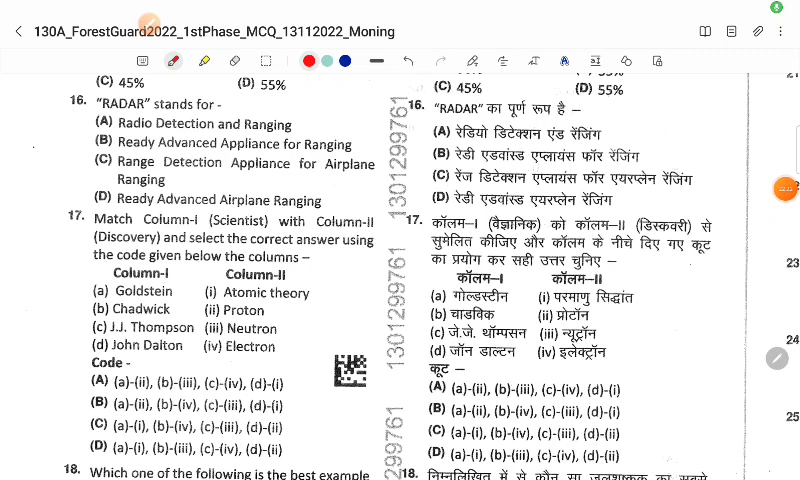 130A_ForestGuard2022_1stPhase_MCQ_13112022_Moning
(C) 45% (D) 55%
16. "RADAR" stands for -
(A) Radio Detection and Ranging
(B) Ready Advanced Appliance for Ranging
(C) Range Detection Appliance for Airplane
Ranging
(D) Ready Advanced Airplane Ranging
17. Match Column-I (Scientist) with Column-II
(Discovery) and select the correct answer using
the code given below the columns –
Column-I Column-II
(a) Goldstein (i) Atomic theory
(b) Chadwick (ii) Proton
(c) J.J. Thompson (iii) Neutron
(d) John Dalton (iv) Electron
Code -
(A) (a)-(ii), (b)-(iii), (c)-(iv), (d)-(i)
(B) (a)-(ii), (b)-(iv), (c)-(iii), (d)-(i)
(C) (a)-(i), (b)-(iv), (c)-(iii), (d)-(ii)
(D) (a)-(i), (b)-(iii), (c)-(iv), (d)-(ii)
18. Which one of the following is the best example
1301299761
1301299761
299761
(C) 45% (D) 55%
16. "RADAR" का पूर्ण रूप है –
(A) रेडियो डिटेक्शन एंड रेंजिंग
(B) रेडी एडवांस्ड एप्लायंस फॉर रेंजिंग
(C) रेंज डिटेक्शन एप्लायंस फॉर एयरप्लेन रेंजिंग
(D) रेडी एडवांस्ड एयरप्लेन रेंजिंग
17. कॉलम–I (वैज्ञानिक) को कॉलम–II (डिस्कवरी) से
सुमेलित कीजिए और कॉलम के नीचे दिए गए कूट
का प्रयोग कर सही उत्तर चुनिए –
कॉलम–I कॉलम–II
(a) गोल्डस्टीन (i) परमाणु सिद्धांत
(b) चाडविक (ii) प्रोटॉन
(c) जे.जे. थॉम्पसन (iii) न्यूट्रॉन
(d) जॉन डाल्टन (iv) इलेक्ट्रॉन
कूट –
(A) (a)-(ii), (b)-(iii), (c)-(iv), (d)-(i)
(B) (a)-(ii), (b)-(iv), (c)-(iii), (d)-(i)
(C) (a)-(i), (b)-(iv), (c)-(iii), (d)-(ii)
(D) (a)-(i), (b)-(iii), (c)-(iv), (d)-(ii)
18. निम्नलिखित में से कौन सा
23
24
25